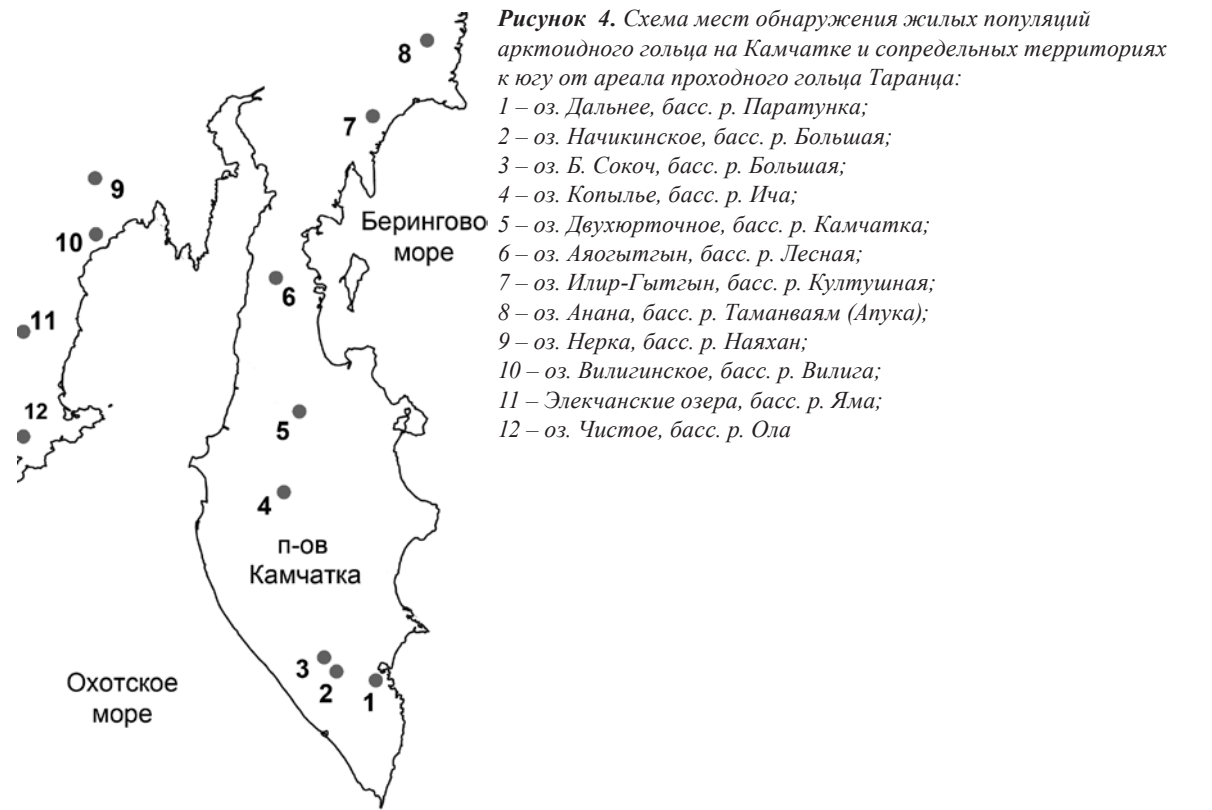 Рисунок 4. Схема мест обнаружения жилых популяций
арктоидного гольца на Камчатке и сопредельных территориях
к югу от ареала проходного гольца Таранца:
1 – оз. Дальнее, басс. р. Паратунка;
2 – оз. Начикинское, басс. р. Большая;
3 – оз. Б. Сокоч, басс. р. Большая;
4 – оз. Копылье, басс. р. Ича;
5 – оз. Двухюрточное, басс. р. Камчатка;
6 – оз. Аяогытгын, басс. р. Лесная;
7 – оз. Илир-Гытгын, басс. р. Култушная;
8 – оз. Анана, басс. р. Таманваям (Апука);
9 – оз. Нерка, басс. р. Наяхан;
10 – оз. Вилигинское, басс. р. Вилига;
11 – Элекчанские озера, басс. р. Яма;
12 – оз. Чистое, басс. р. Ола
8
7
9
Берингово
море
10
6
11
12
5
4
п-ов
Камчатка
3
2
1
Охотское
море